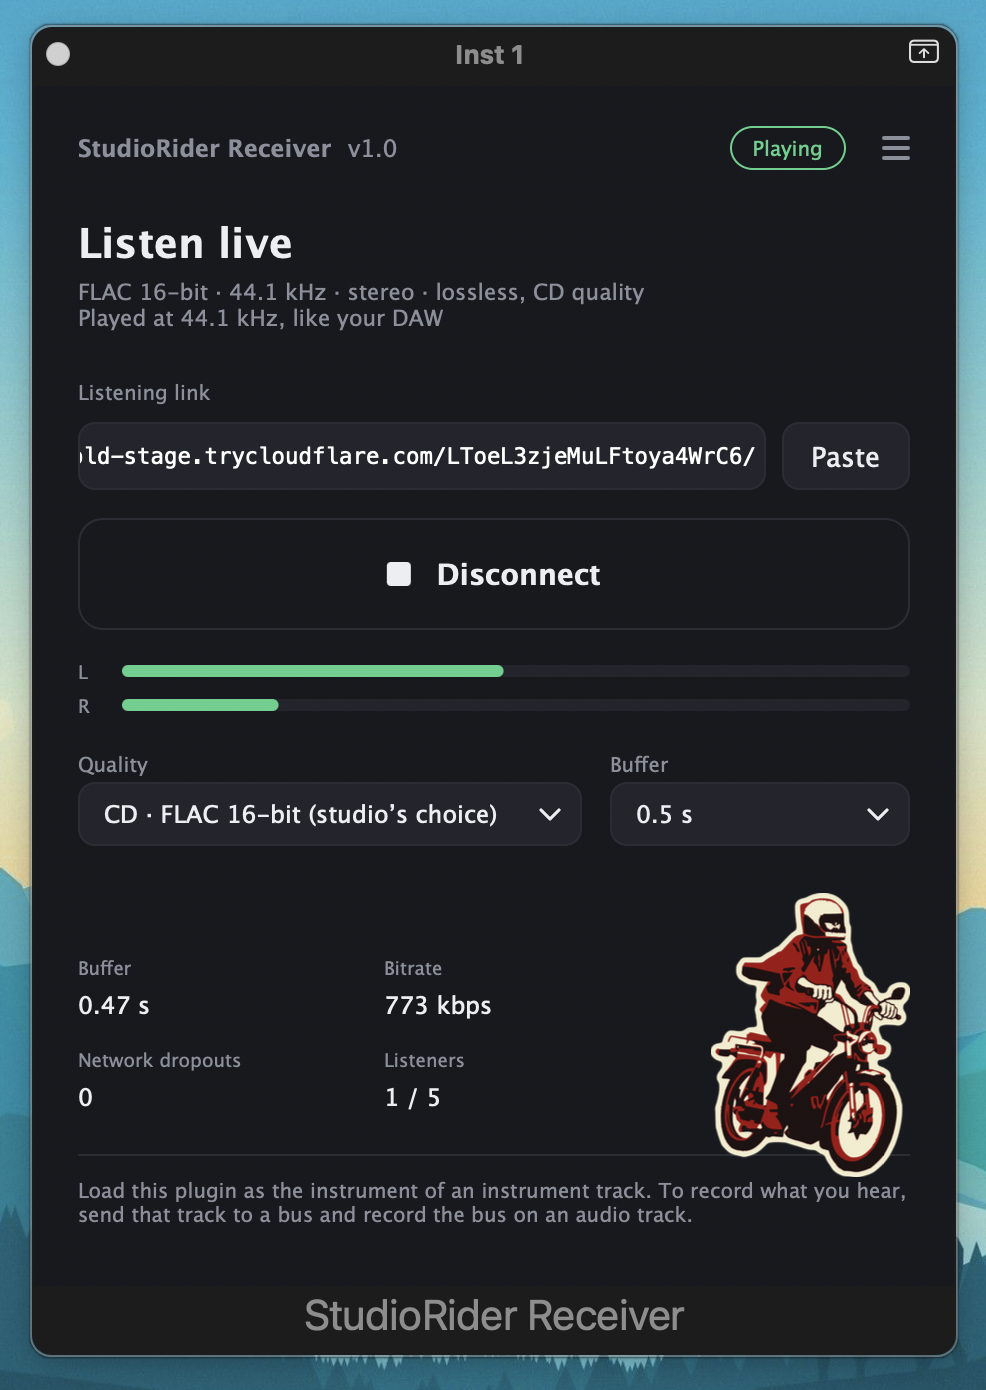 Inst 1
StudioRider Receiver v1.0
Playing
Listen live
FLAC 16-bit · 44.1 kHz · stereo · lossless, CD quality
Played at 44.1 kHz, like your DAW
Listening link
ld-stage.trycloudflare.com/LToeL3zjeMuLFtoya4WrC6/
Paste
Disconnect
L
R
Quality
Buffer
CD · FLAC 16-bit (studio’s choice)
0.5 s
Buffer
Bitrate
0.47 s
773 kbps
Network dropouts
Listeners
0
1 / 5
Load this plugin as the instrument of an instrument track. To record what you hear,
send that track to a bus and record the bus on an audio track.
StudioRider Receiver